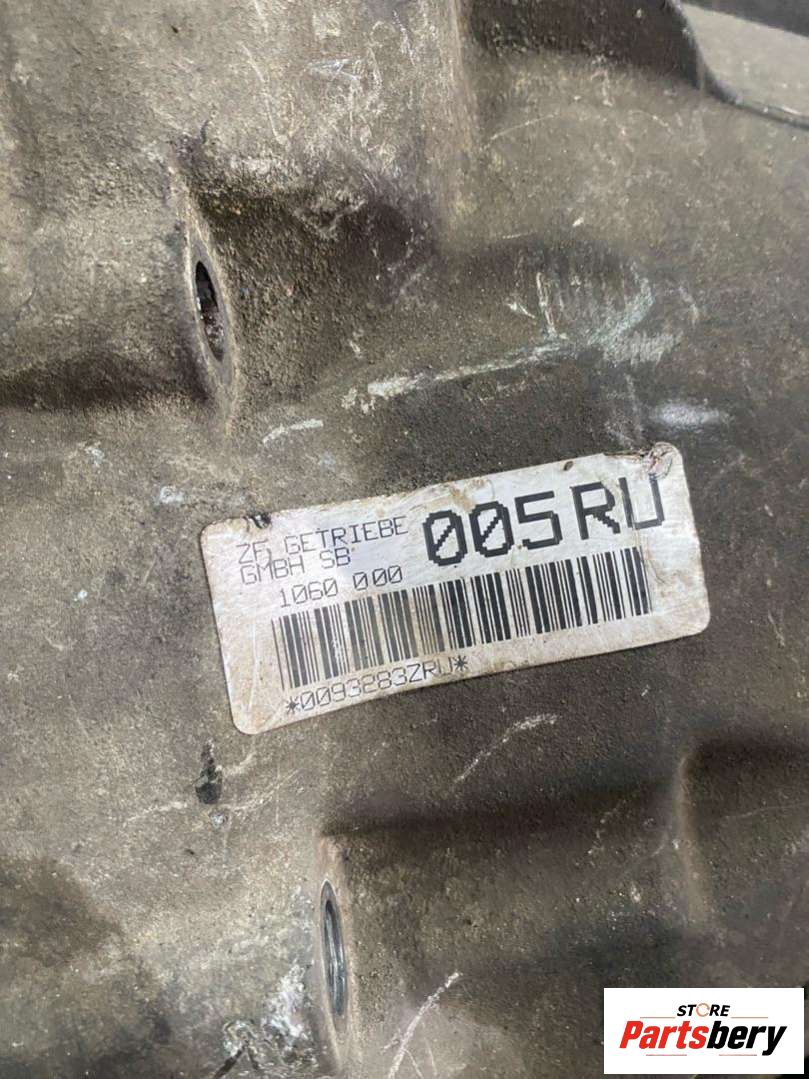 ZF GETRIEBE
GMBH SB
005RU
1060 000
*0093283ZRU*
STORE
Partsbery